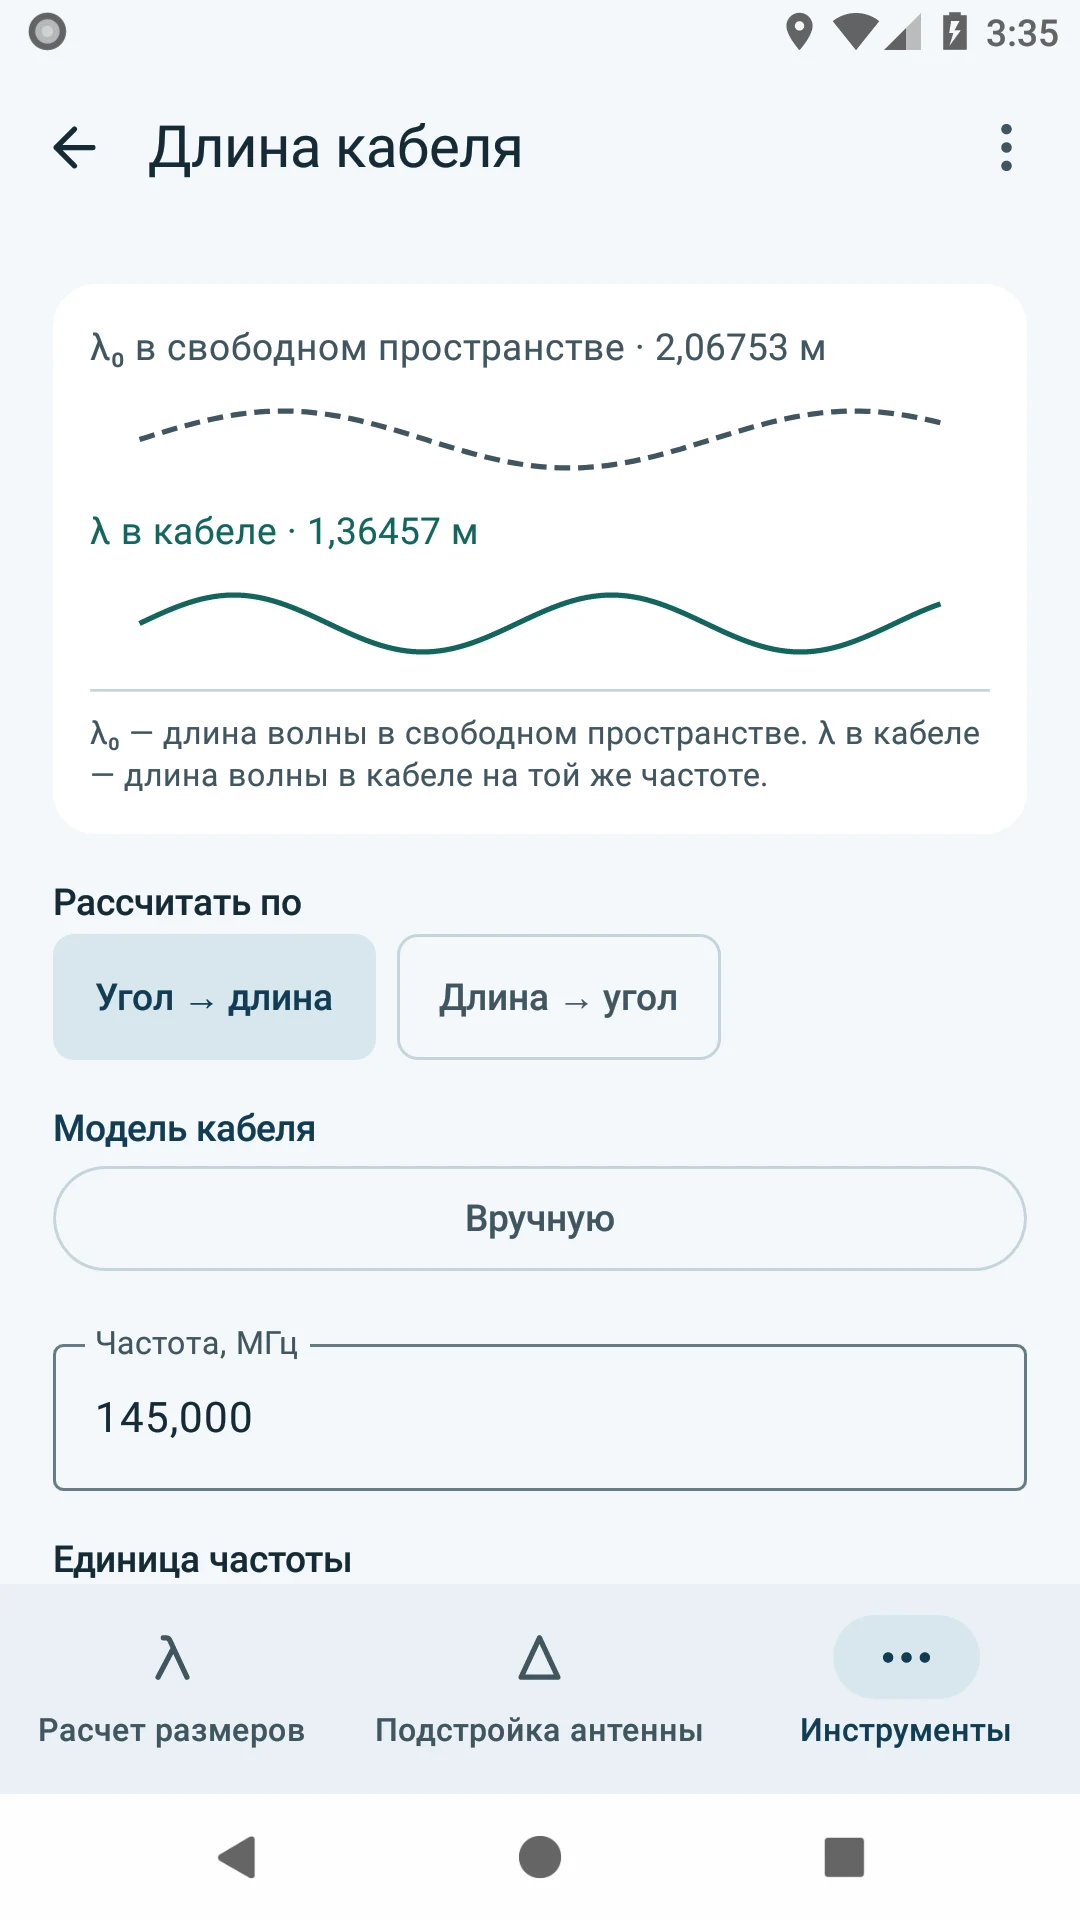 3:35
Длина кабеля
λ₀ в свободном пространстве · 2,06753 м
λ в кабеле · 1,36457 м
λ₀ — длина волны в свободном пространстве. λ в кабеле
— длина волны в кабеле на той же частоте.
Рассчитать по
Угол → длина
Длина → угол
Модель кабеля
Вручную
Частота, МГц
145,000
Единица частоты
λ
Расчет размеров
Подстройка антенны
Инструменты